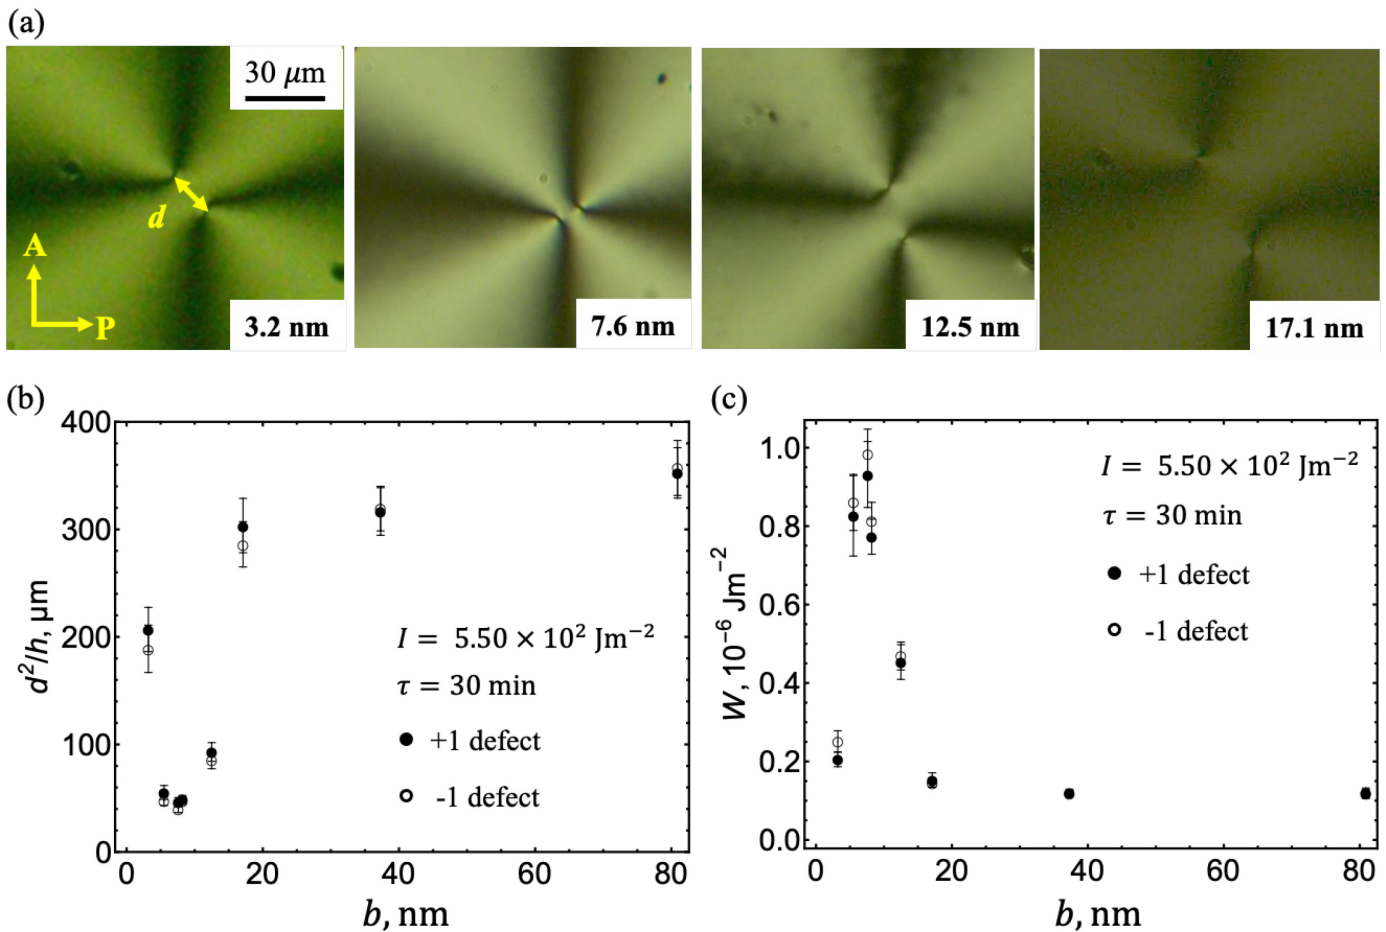 (a)
30 μm
d
A
P
3.2 nm
7.6 nm
12.5 nm
17.1 nm
(b)
400
300
200
100
0
d²/h, μm
I = 5.50 × 10² Jm⁻²
τ = 30 min
+1 defect
-1 defect
0
20
40
60
80
b, nm
(c)
1.0
0.8
0.6
0.4
0.2
0.0
W, 10⁻⁶ Jm⁻²
I = 5.50 × 10² Jm⁻²
τ = 30 min
+1 defect
-1 defect
0
20
40
60
80
b, nm